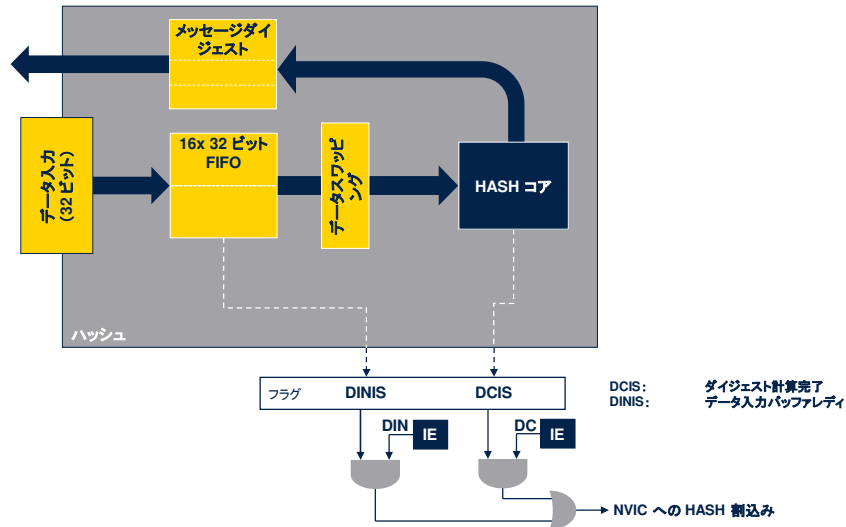 メッセージダイ
ジェスト
16x 32 ビット
FIFO
データ入力
(32 ビット)
データスワッピ
ング
HASH コア
ハッシュ
フラグ
DINIS
DCIS
DCIS:
ダイジェスト計算完了
DINIS:
データ入力バッファレディ
DIN
IE
DC
IE
NVIC への HASH 割込み